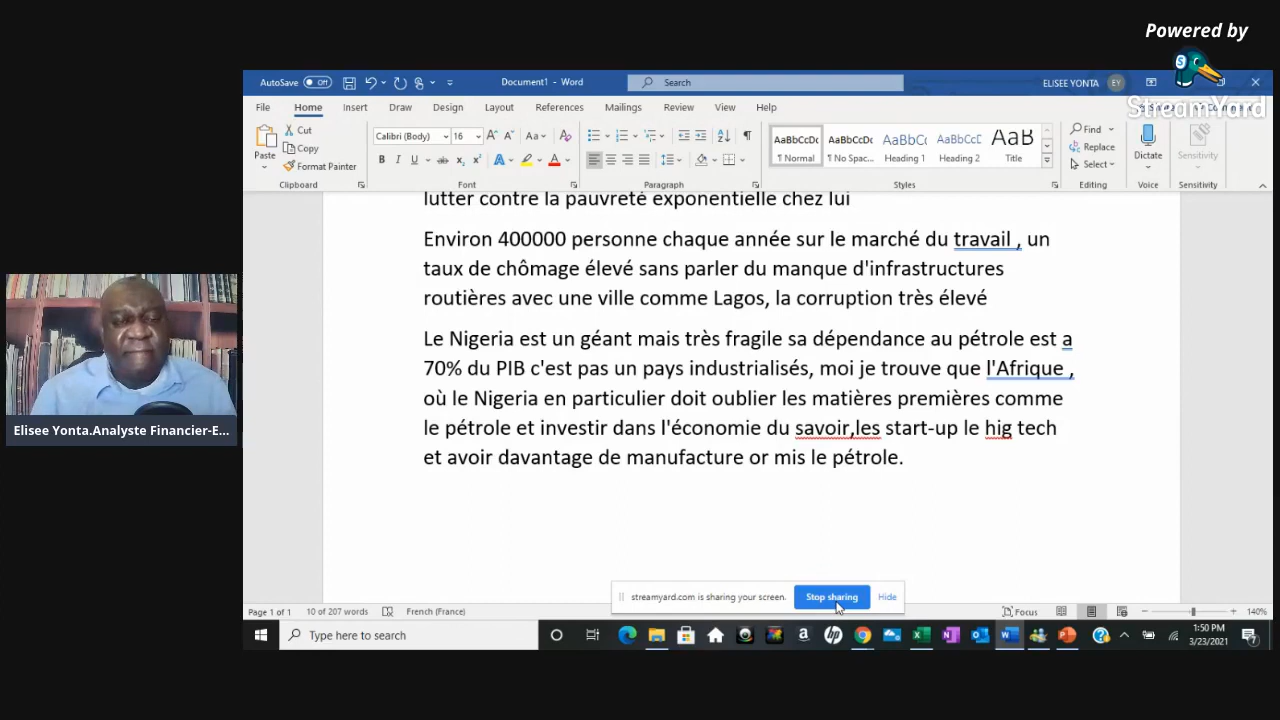 Powered by
StreamYard
AutoSave Off
Document1 - Word
Search
ELISEE YONTA
EY
File Home Insert Draw Design Layout References Mailings Review View Help
Paste
Cut
Copy
Format Painter
Clipboard
Calibri (Body) 16
Font
Paragraph
AaBbCcDc AaBbCcDc AaBbCc AaBbCcD AaB
¶ Normal ¶ No Spac... Heading 1 Heading 2 Title
Styles
Find
Replace
Select
Editing
Dictate
Voice
Sensitivity
Sensitivity
lutter contre la pauvreté exponentielle chez lui
Environ 400000 personne chaque année sur le marché du travail , un
taux de chômage élevé sans parler du manque d'infrastructures
routières avec une ville comme Lagos, la corruption très élevé
Le Nigeria est un géant mais très fragile sa dépendance au pétrole est a
70% du PIB c'est pas un pays industrialisés, moi je trouve que l'Afrique ,
où le Nigeria en particulier doit oublier les matières premières comme
le pétrole et investir dans l'économie du savoir,les start-up le hig tech
et avoir davantage de manufacture or mis le pétrole.
Elisee Yonta.Analyste Financier-E...
streamyard.com is sharing your screen.
Stop sharing
Hide
Page 1 of 1
10 of 207 words
French (France)
Focus
140%
Type here to search
1:50 PM
3/23/2021